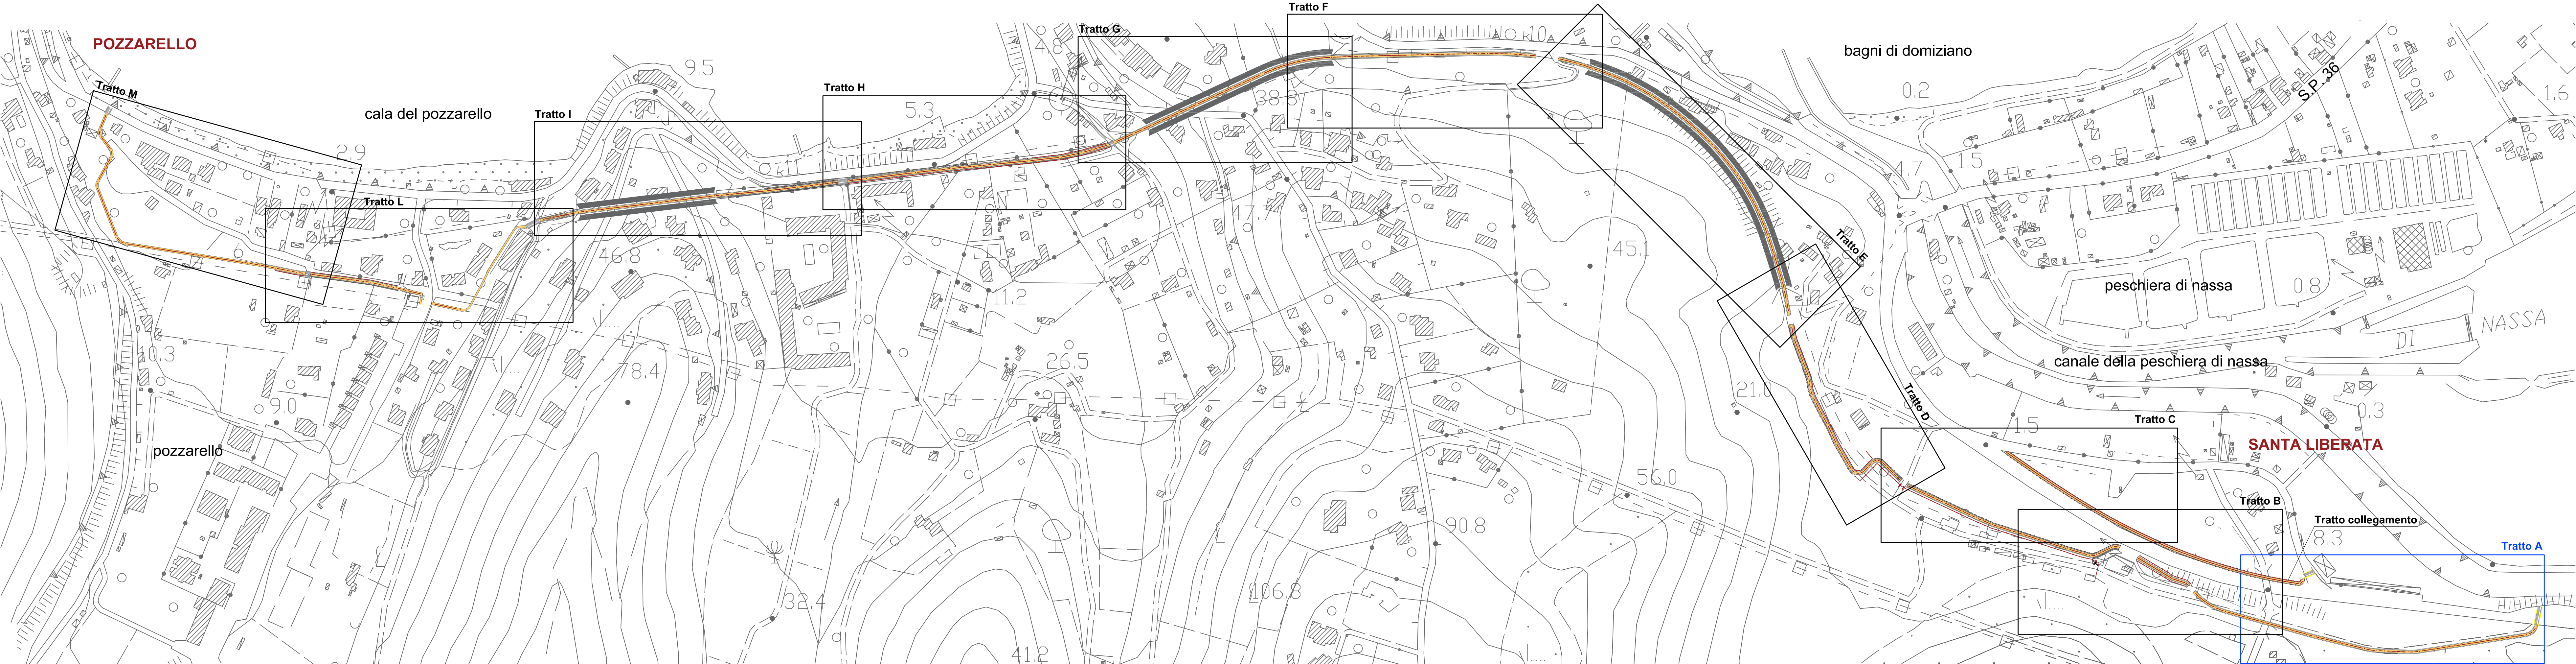 Tratto F
Tratto G
POZZARELLO
4.8
k10
bagni di domiziano
9.5
S.P. 36
Tratto M
Tratto H
0.2
1.6
38.8
cala del pozzarello
Tratto I
5.3
2.9
k11
4.7
1.5
Tratto L
47.7
46.8
45.1
Tratto E
11.2
peschiera di nassa
0.8
NASSA
DI
10.3
26.5
canale della peschiera di nassa
78.4
21.0
Tratto D
9.0
0.3
Tratto C
1.5
SANTA LIBERATA
pozzarello
56.0
Tratto B
90.8
Tratto collegamento
8.3
Tratto A
106.8
32.4
41.2